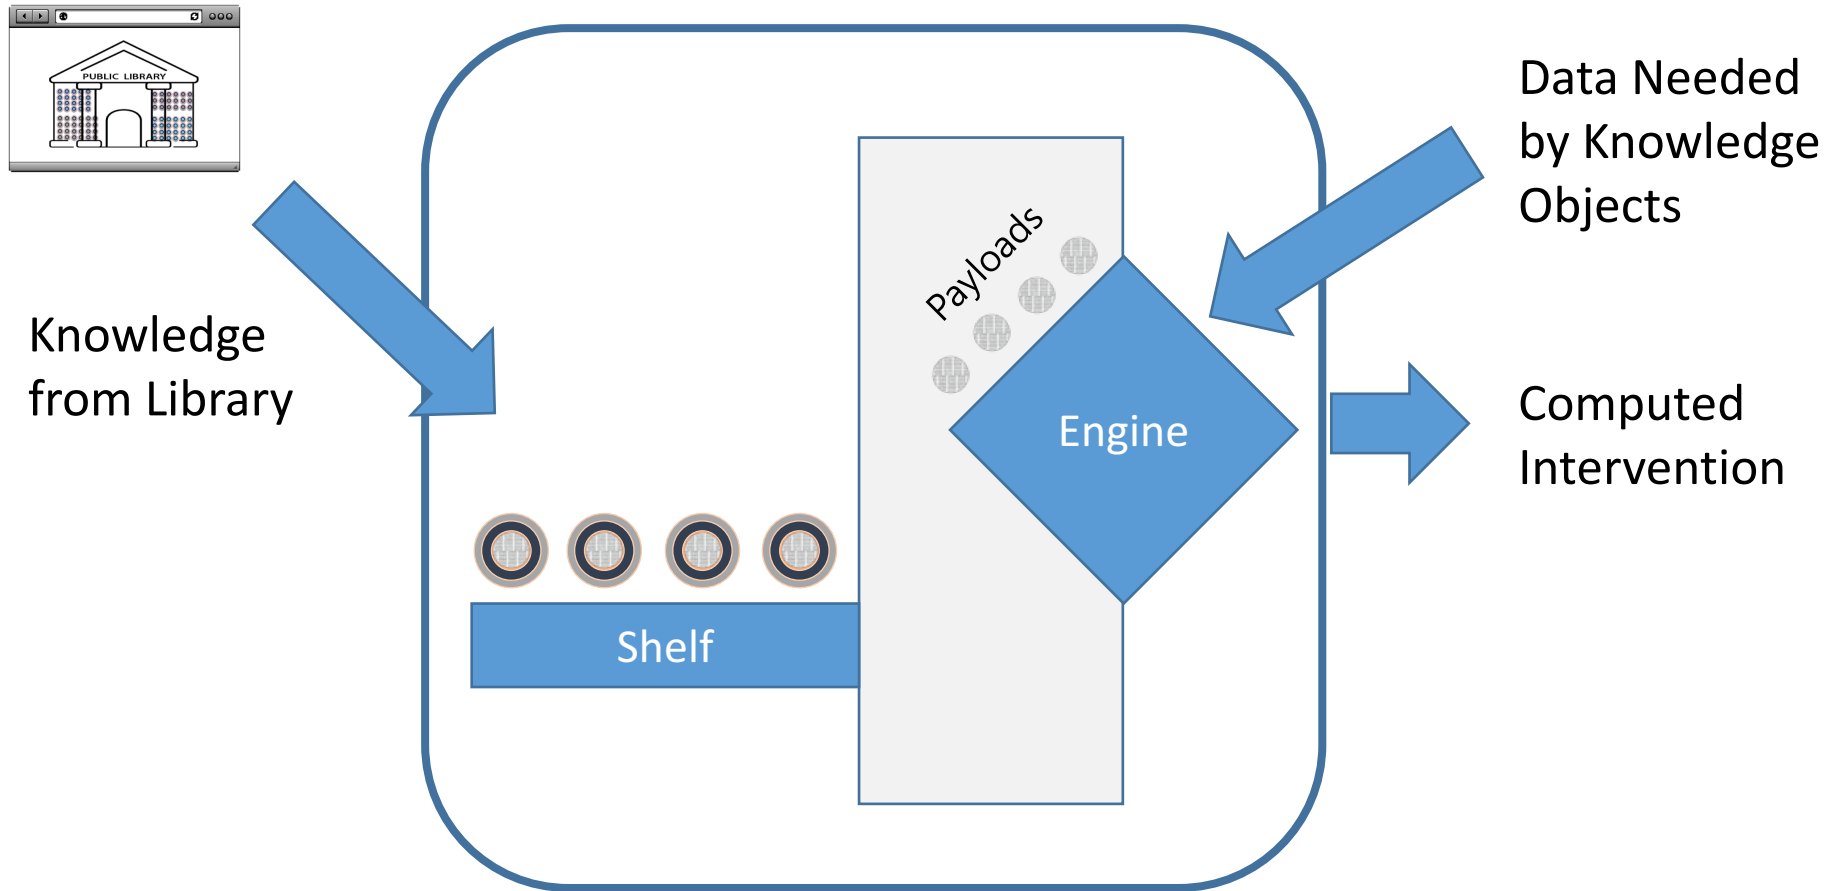 PUBLIC LIBRARY
Knowledge
from Library
Payloads
Engine
Shelf
Data Needed
by Knowledge
Objects
Computed
Intervention